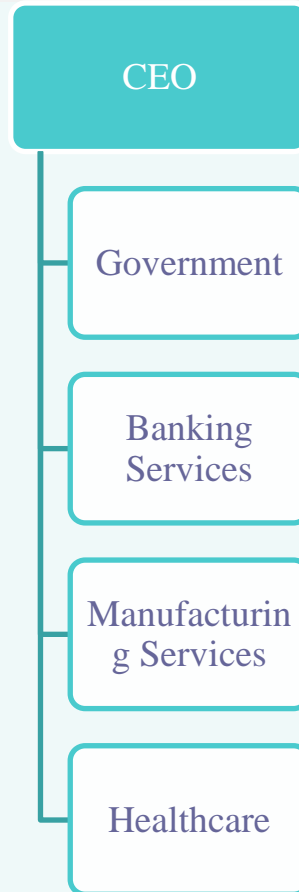 CEO
Government
Banking
Services
Manufacturin
g Services
Healthcare